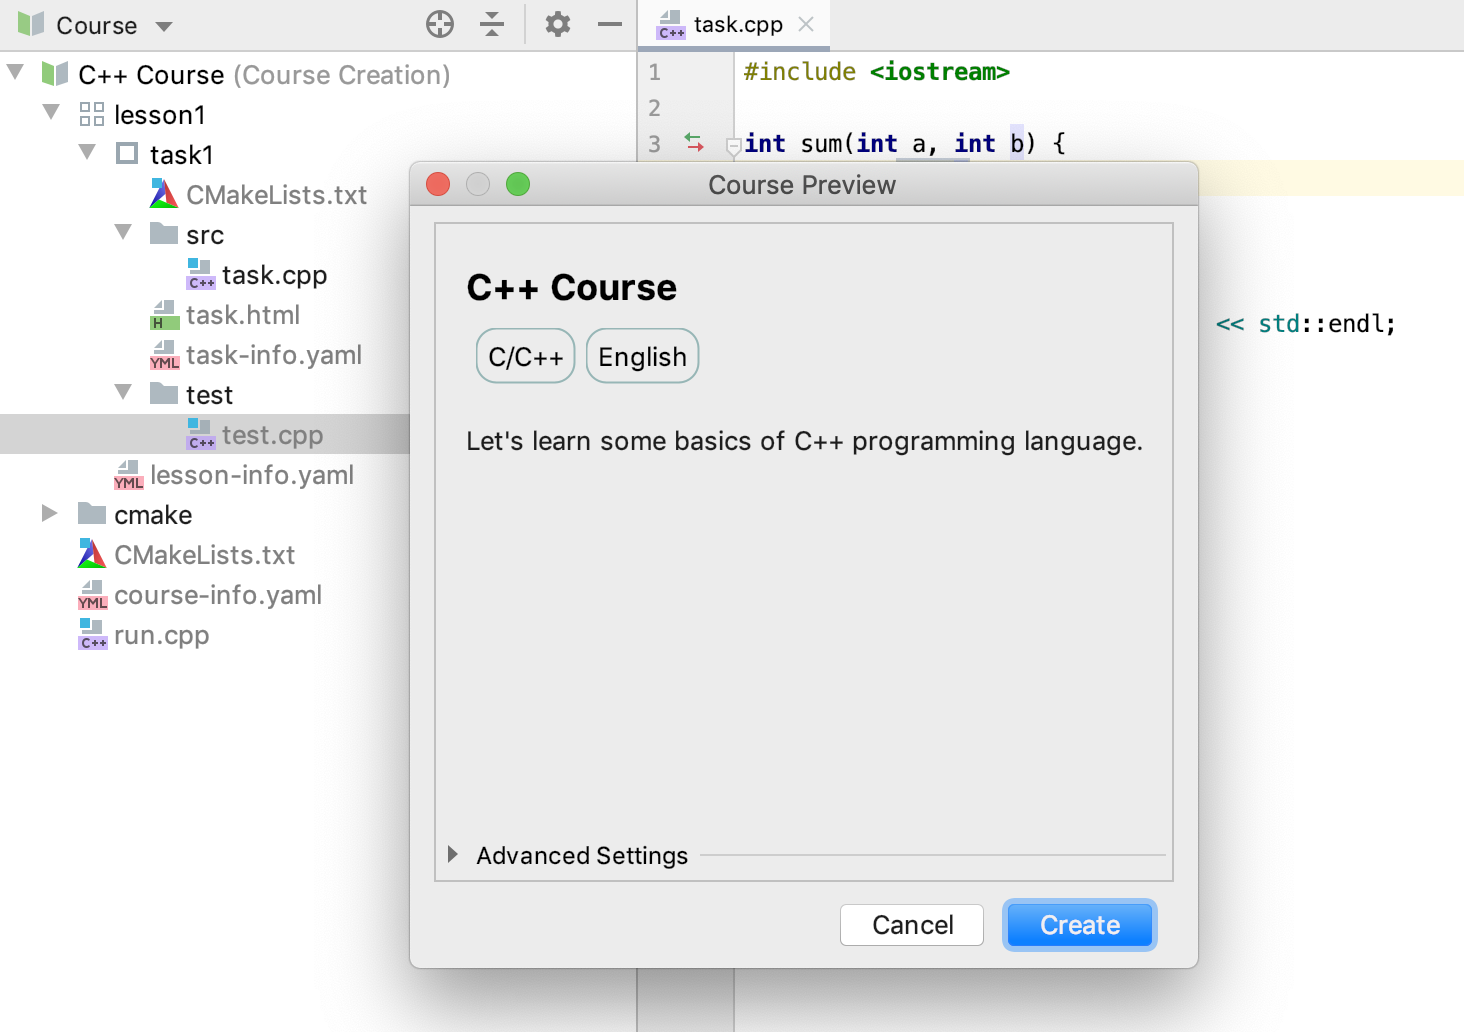 Course
C++ Course (Course Creation)
lesson1
task1
CMakeLists.txt
src
C++ task.cpp
H task.html
YML task-info.yaml
test
C++ test.cpp
YML lesson-info.yaml
cmake
CMakeLists.txt
YML course-info.yaml
C++ run.cpp
C++ task.cpp
1 #include <iostream>
2
3 int sum(int a, int b) {
<< std::endl;
Course Preview
C++ Course
C/C++ English
Let's learn some basics of C++ programming language.
Advanced Settings
Cancel Create